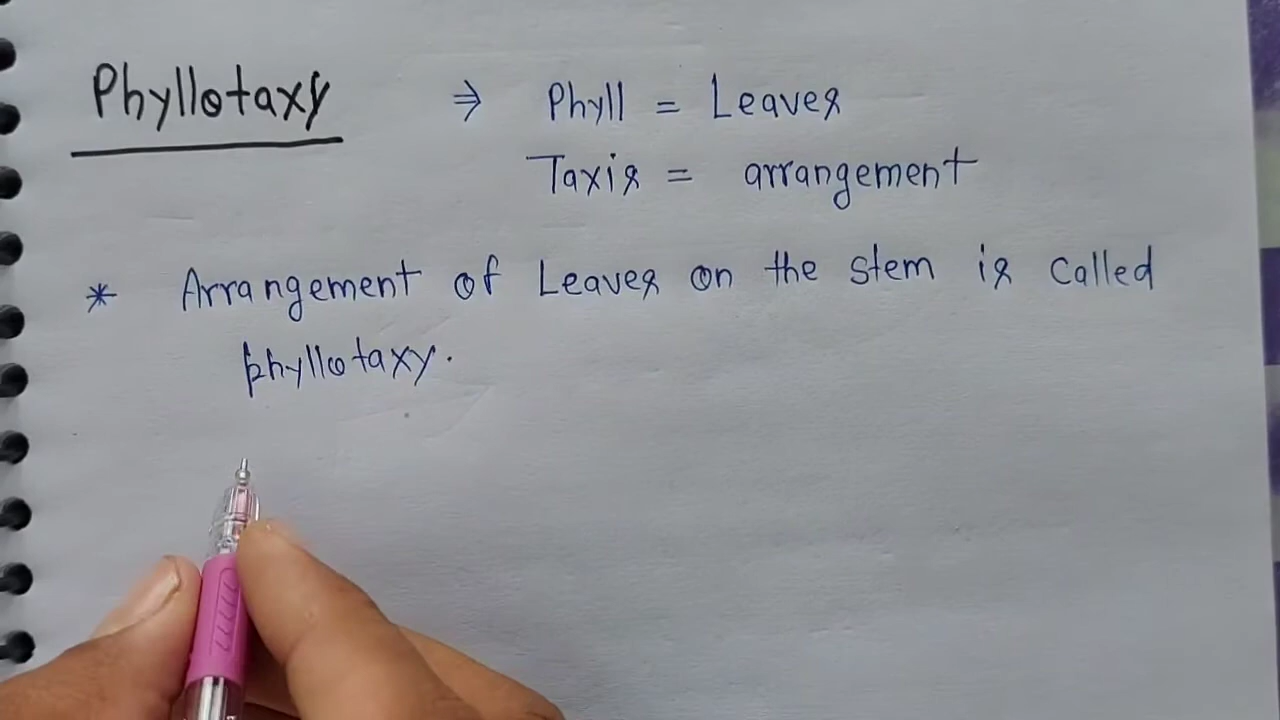 Phyllotaxy ⇒ Phyll = Leaves
Taxis = arrangement
* Arrangement of Leaves on the stem is called
phyllotaxy.